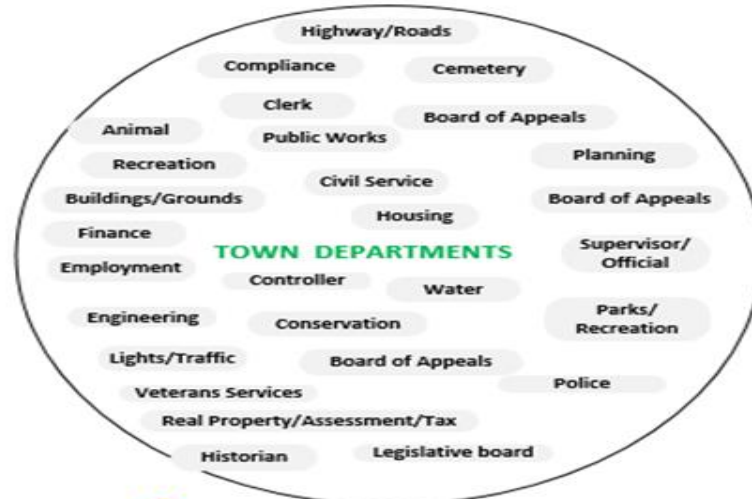 Highway/Roads
Compliance
Cemetery
Clerk
Board of Appeals
Animal
Public Works
Planning
Recreation
Civil Service
Buildings/Grounds
Board of Appeals
Housing
Finance
TOWN DEPARTMENTS
Supervisor/
Official
Employment
Controller
Water
Engineering
Conservation
Parks/
Recreation
Lights/Traffic
Board of Appeals
Police
Veterans Services
Real Property/Assessment/Tax
Historian
Legislative board